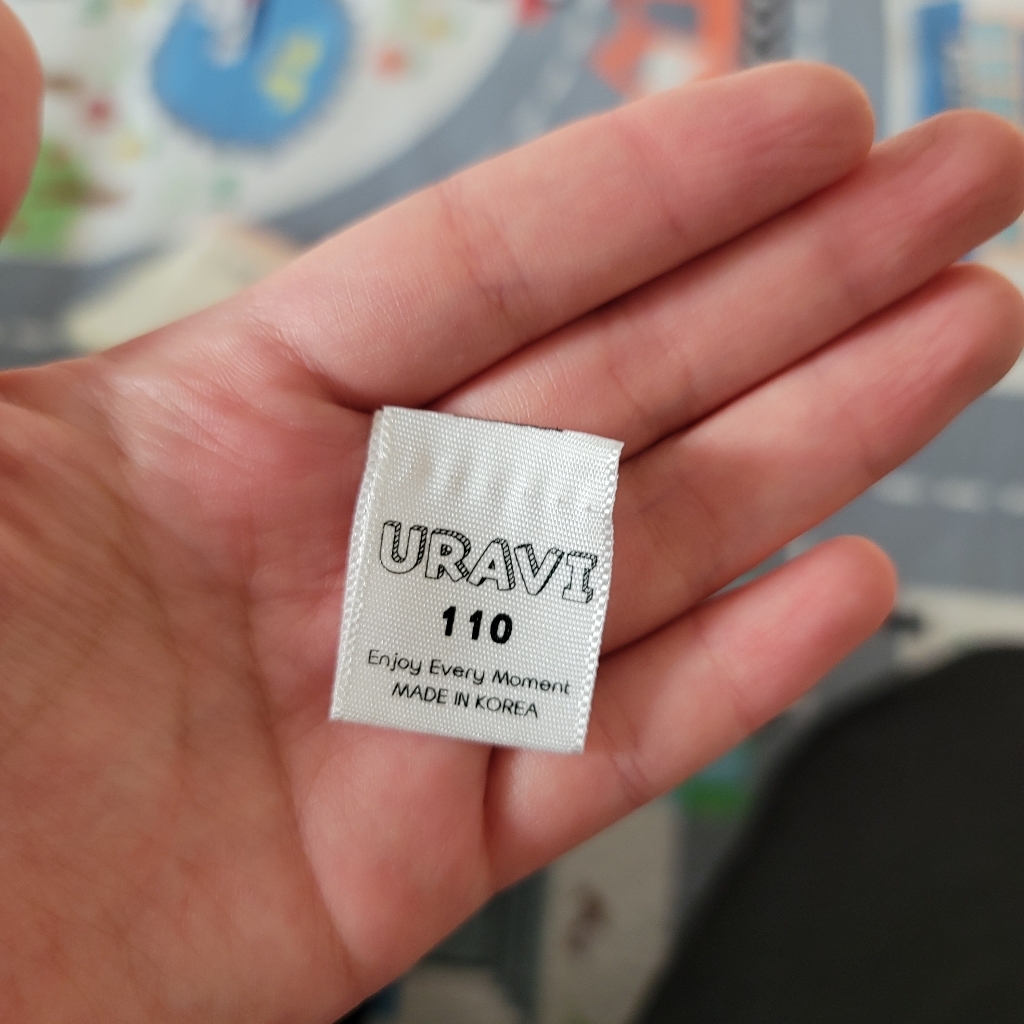 URAVI
110
Enjoy Every Moment
MADE IN KOREA